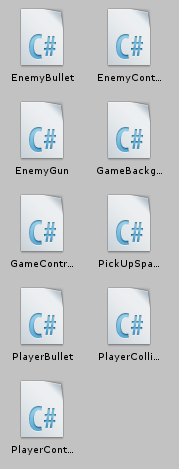 C#
C#
EnemyBullet
EnemyCont...
C#
C#
EnemyGun
GameBackg...
C#
C#
GameContr...
PickUpSpa...
C#
C#
PlayerBullet
PlayerColli...
C#
PlayerCont...